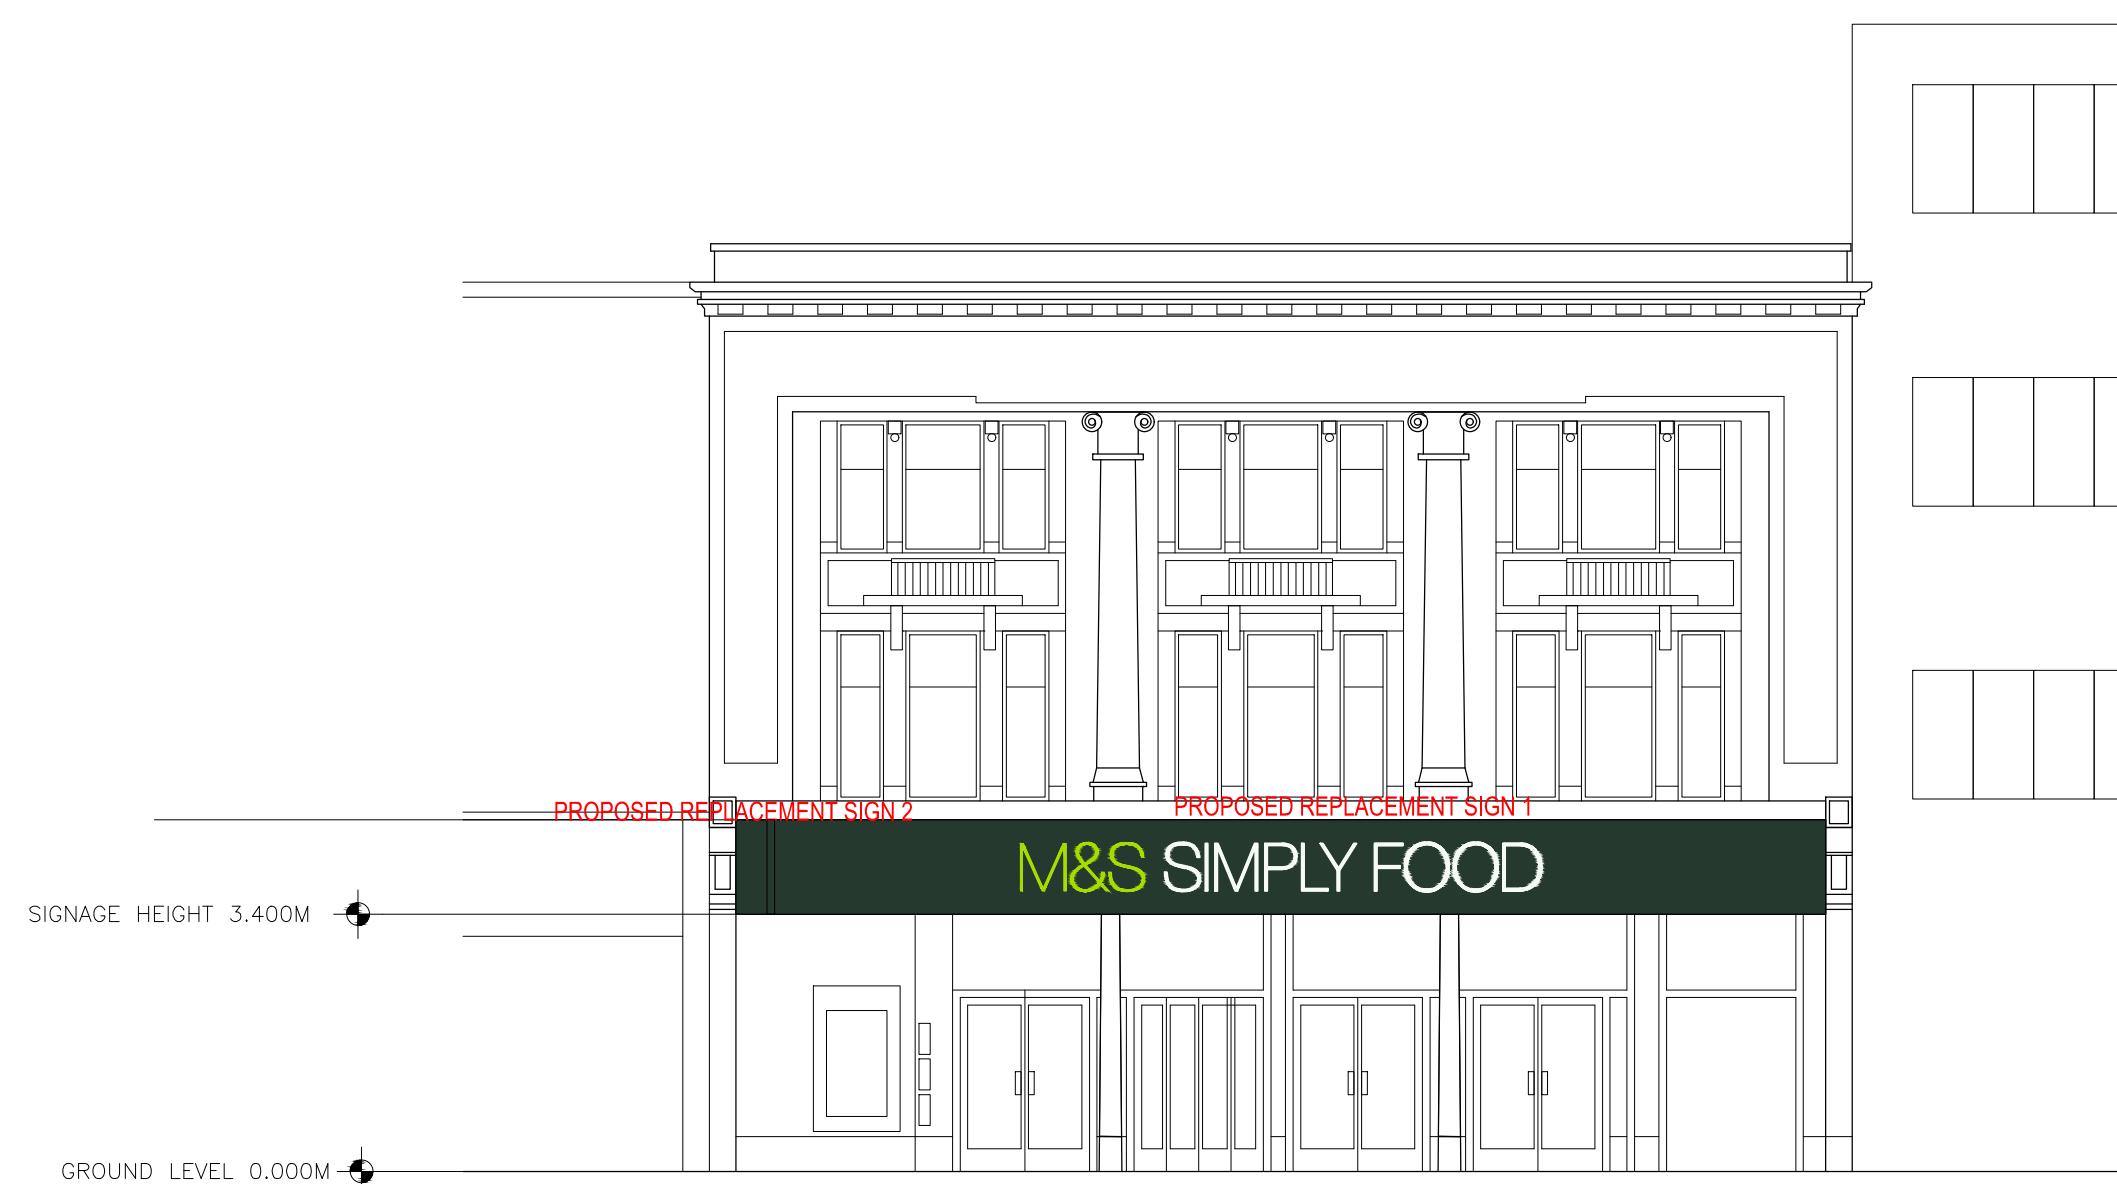 PROPOSED REPLACEMENT SIGN 2
PROPOSED REPLACEMENT SIGN 1
M&S SIMPLY FOOD
SIGNAGE HEIGHT 3.400M
GROUND LEVEL 0.000M